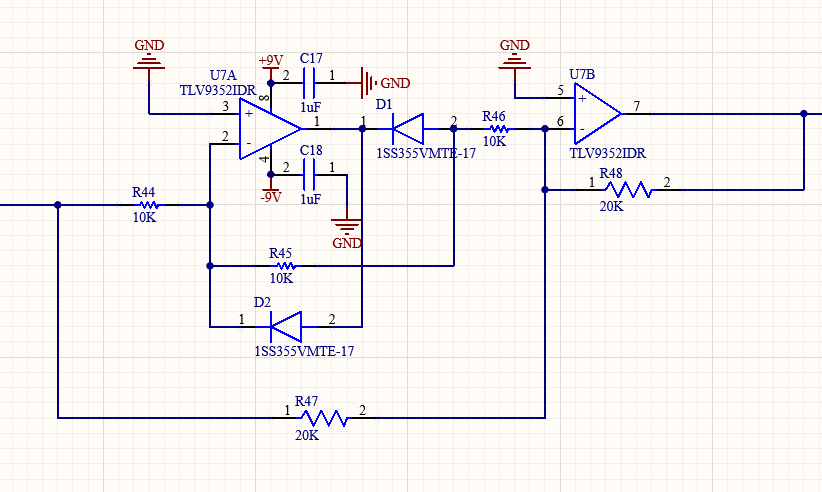 GND
U7A
TLV9352IDR
3
+
2
-
8
4
1
+9V
2
C17
1
1uF
GND
C18
2
1
1uF
-9V
GND
D1
1
2
1SS355VMTE-17
R46
10K
GND
U7B
5
+
6
-
7
TLV9352IDR
R48
1
2
20K
R44
10K
R45
10K
D2
1
2
1SS355VMTE-17
R47
1
2
20K